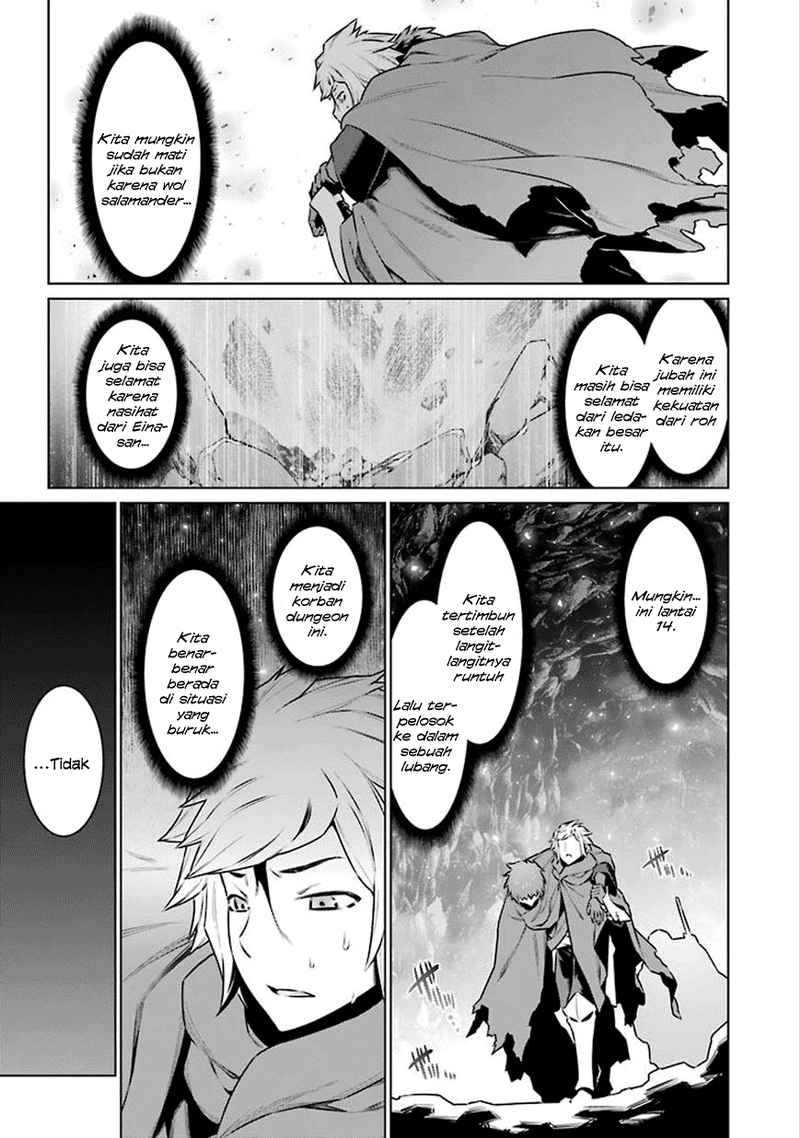 Kita mungkin
sudah mati
jika bukan
karena wol
salamander...
Karena
jubah ini
memiliki
kekuatan
dari roh
Kita
masih bisa
selamat
dari leda-
kan besar
itu.
Kita
juga bisa
selamat
karena
nasihat
dari Eina-
san...
Mungkin...
ini lantai
14.
Kita
tertimbun
setelah
langit-
langitnya
runtuh
Lalu ter-
pelosok
ke dalam
sebuah
lubang.
Kita
menjadi
korban
dungeon
ini.
Kita
benar-
benar
berada
di situasi
yang
buruk...
...Tidak